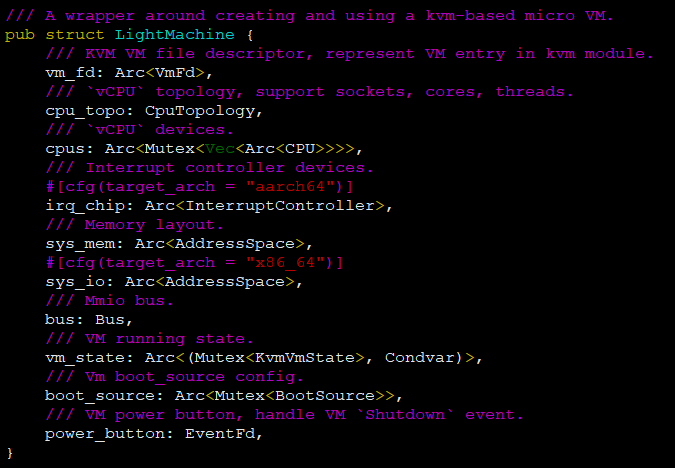 /// A wrapper around creating and using a kvm-based micro VM.
pub struct LightMachine {
    /// KVM VM file descriptor, represent VM entry in kvm module.
    vm_fd: Arc<VmFd>,
    /// `vCPU` topology, support sockets, cores, threads.
    cpu_topo: CpuTopology,
    /// `vCPU` devices.
    cpus: Arc<Mutex<Vec<Arc<CPU>>>>,
    /// Interrupt controller devices.
    #[cfg(target_arch = "aarch64")]
    irq_chip: Arc<InterruptController>,
    /// Memory layout.
    sys_mem: Arc<AddressSpace>,
    #[cfg(target_arch = "x86_64")]
    sys_io: Arc<AddressSpace>,
    /// Mmio bus.
    bus: Bus,
    /// VM running state.
    vm_state: Arc<(Mutex<KvmVmState>, Condvar)>,
    /// Vm boot_source config.
    boot_source: Arc<Mutex<BootSource>>,
    /// VM power button, handle VM `Shutdown` event.
    power_button: EventFd,
}